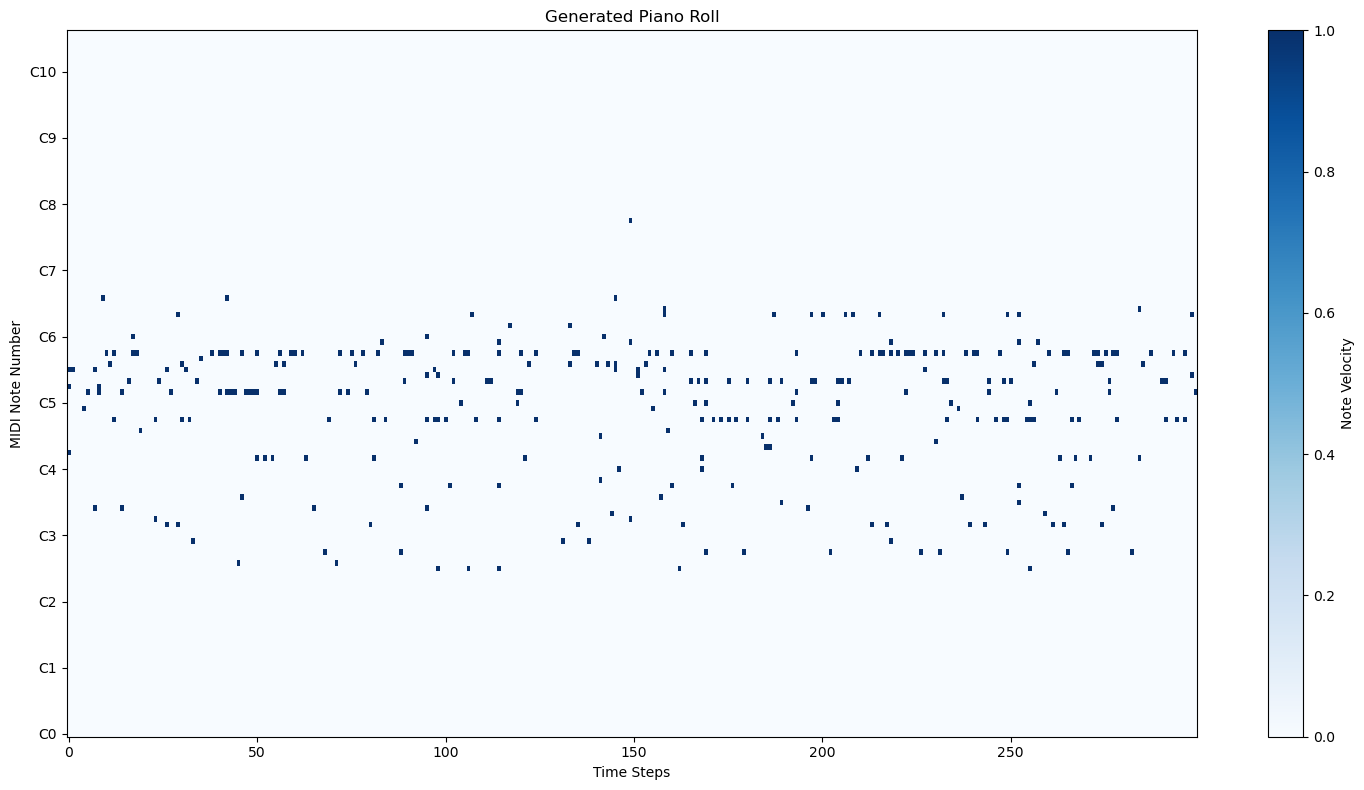 Generated Piano Roll
MIDI Note Number
C10
C9
C8
C7
C6
C5
C4
C3
C2
C1
C0
0
50
100
150
200
250
Time Steps
1.0
0.8
0.6
0.4
0.2
0.0
Note Velocity